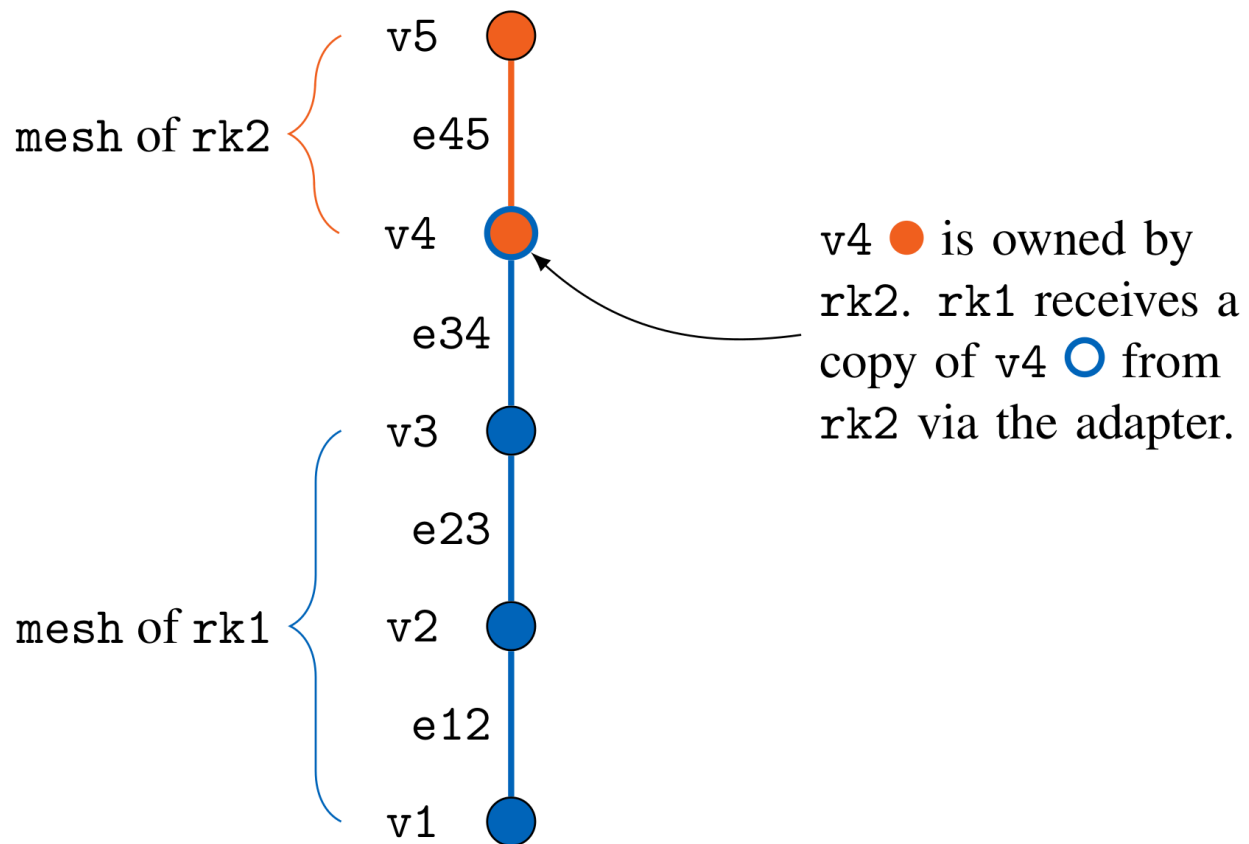 v5
mesh of rk2
e45
v4
v4 is owned by
rk2. rk1 receives a
copy of v4 from
rk2 via the adapter.
e34
v3
e23
mesh of rk1
v2
e12
v1